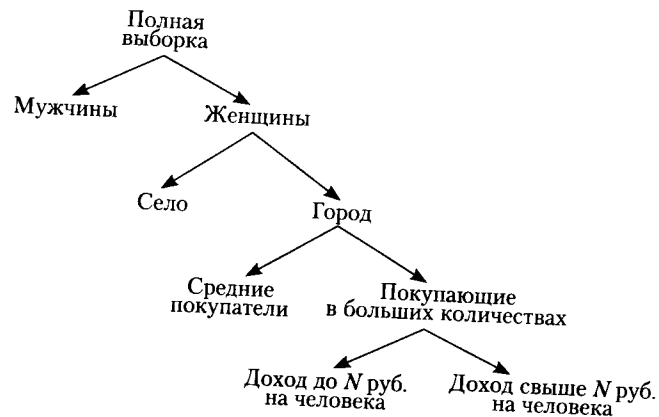 Полная
выборка
Мужчины
Женщины
Село
Город
Средние
покупатели
Покупающие
в больших количествах
Доход до N руб.
на человека
Доход свыше N руб.
на человека